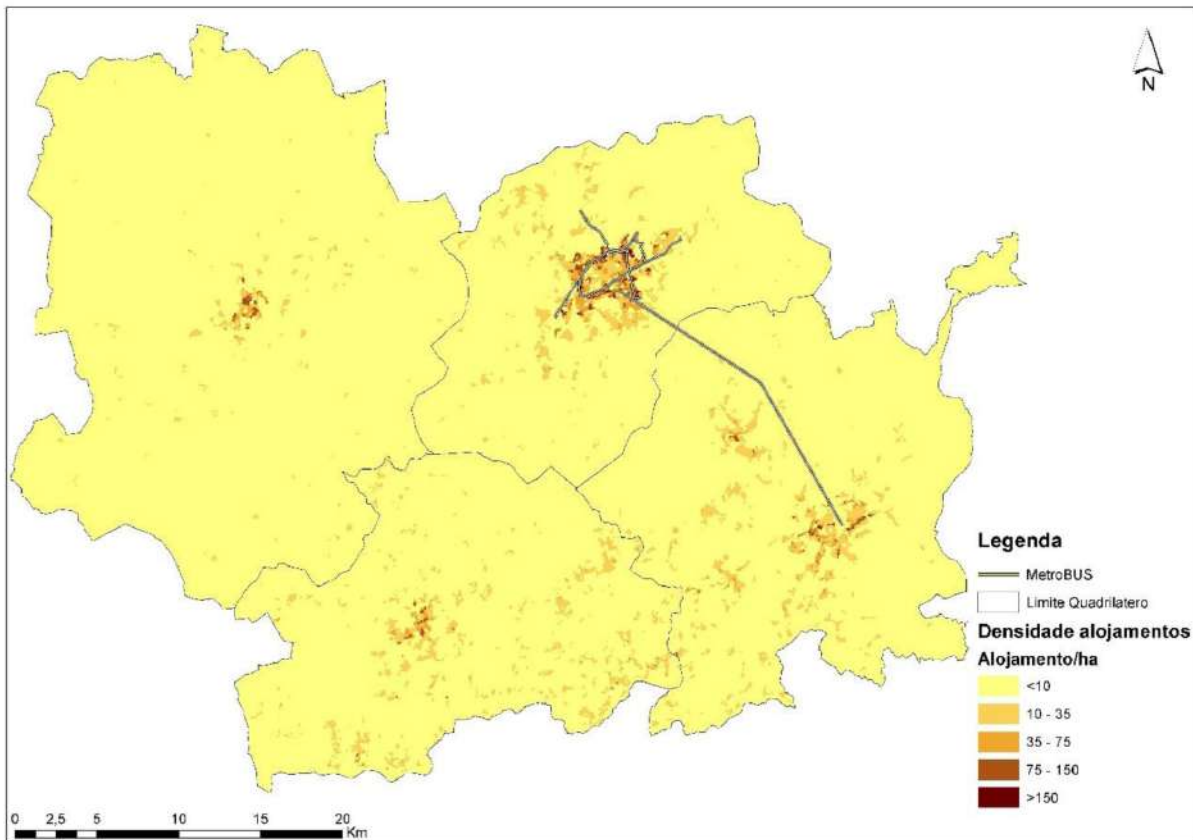 N
Legenda
MetroBUS
Limite Quadrilatero
Densidade alojamentos
Alojamento/ha
<10
10 - 35
35 - 75
75 - 150
>150
0 2,5 5 10 15 20
Km